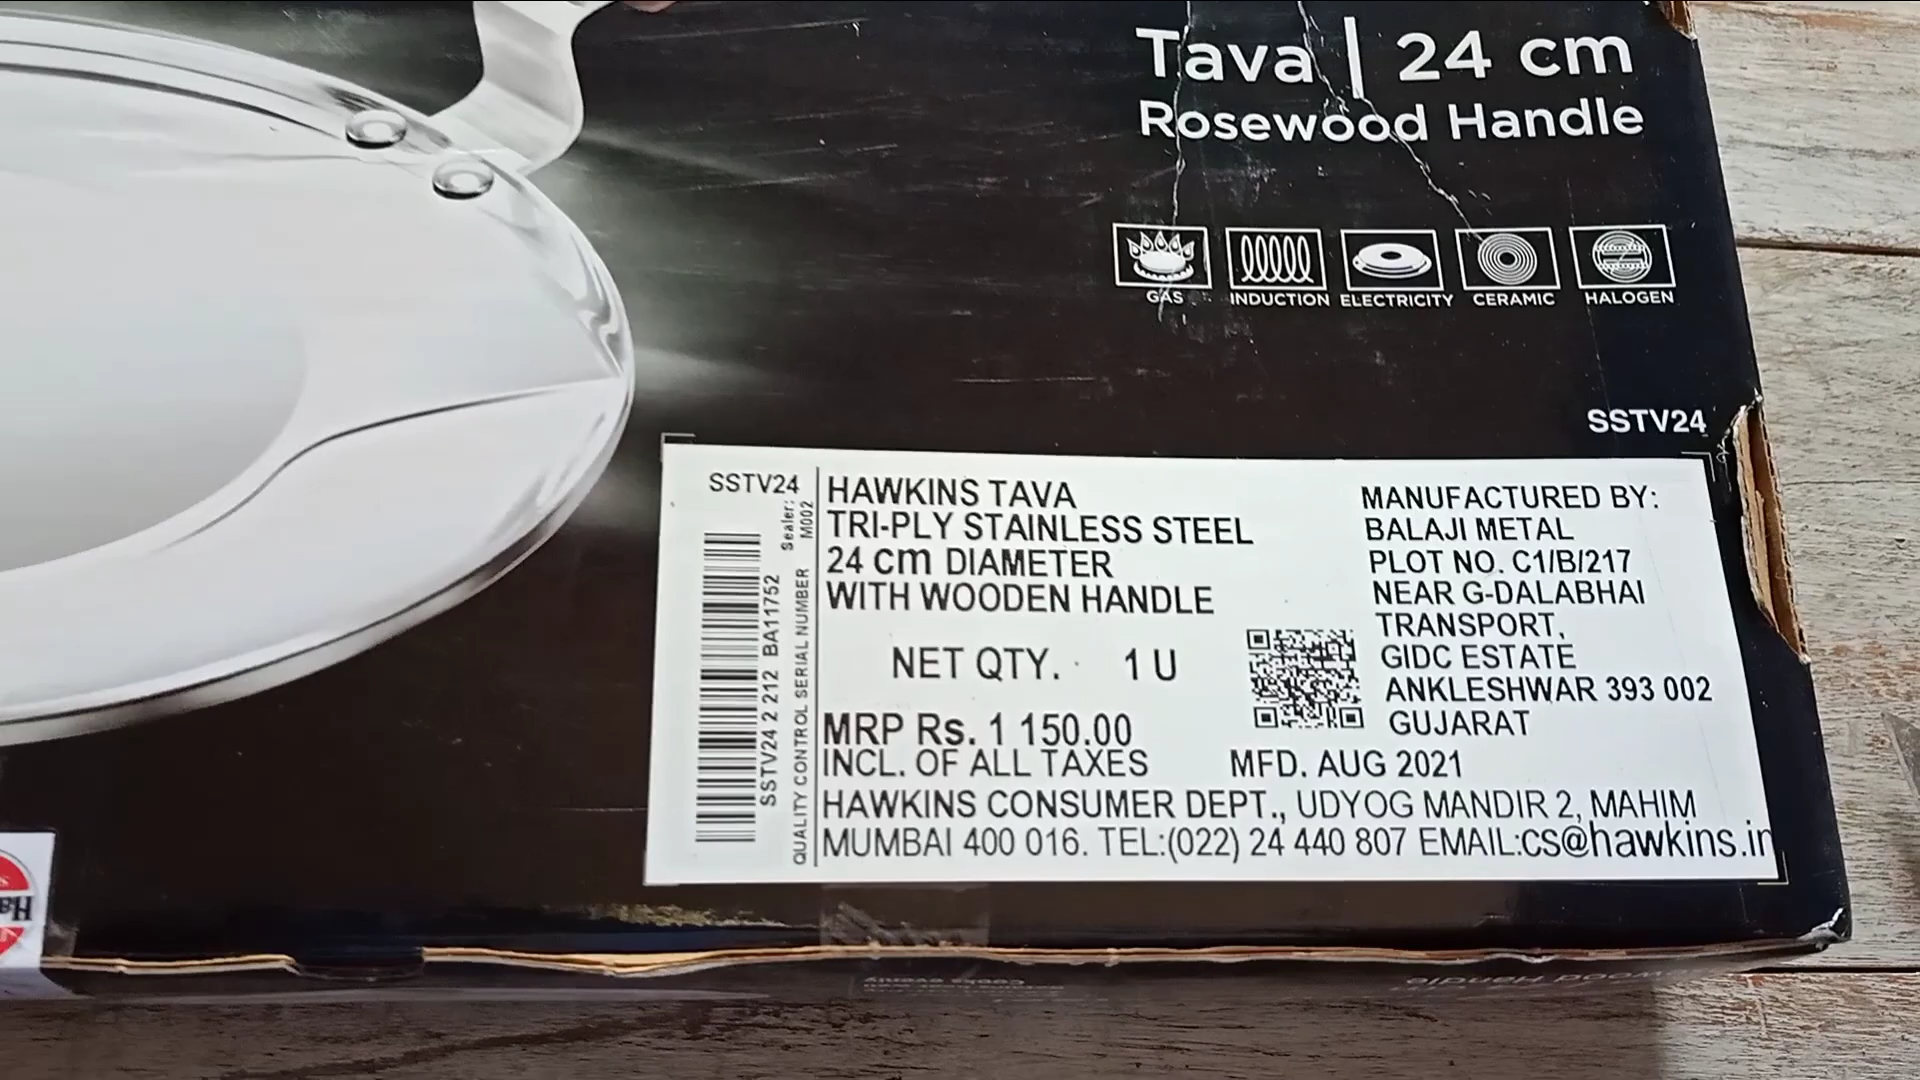 Tava | 24 cm
Rosewood Handle
GAS INDUCTION ELECTRICITY CERAMIC HALOGEN
SSTV24
SSTV24
SSTV24 2 212 BA11752
Sealer: M002
QUALITY CONTROL SERIAL NUMBER
HAWKINS TAVA
TRI-PLY STAINLESS STEEL
24 cm DIAMETER
WITH WOODEN HANDLE
NET QTY. 1 U
MRP Rs. 1 150.00
INCL. OF ALL TAXES
MANUFACTURED BY:
BALAJI METAL
PLOT NO. C1/B/217
NEAR G-DALABHAI
TRANSPORT,
GIDC ESTATE
ANKLESHWAR 393 002
GUJARAT
MFD. AUG 2021
HAWKINS CONSUMER DEPT., UDYOG MANDIR 2, MAHIM
MUMBAI 400 016. TEL:(022) 24 440 807 EMAIL:cs@hawkins.in